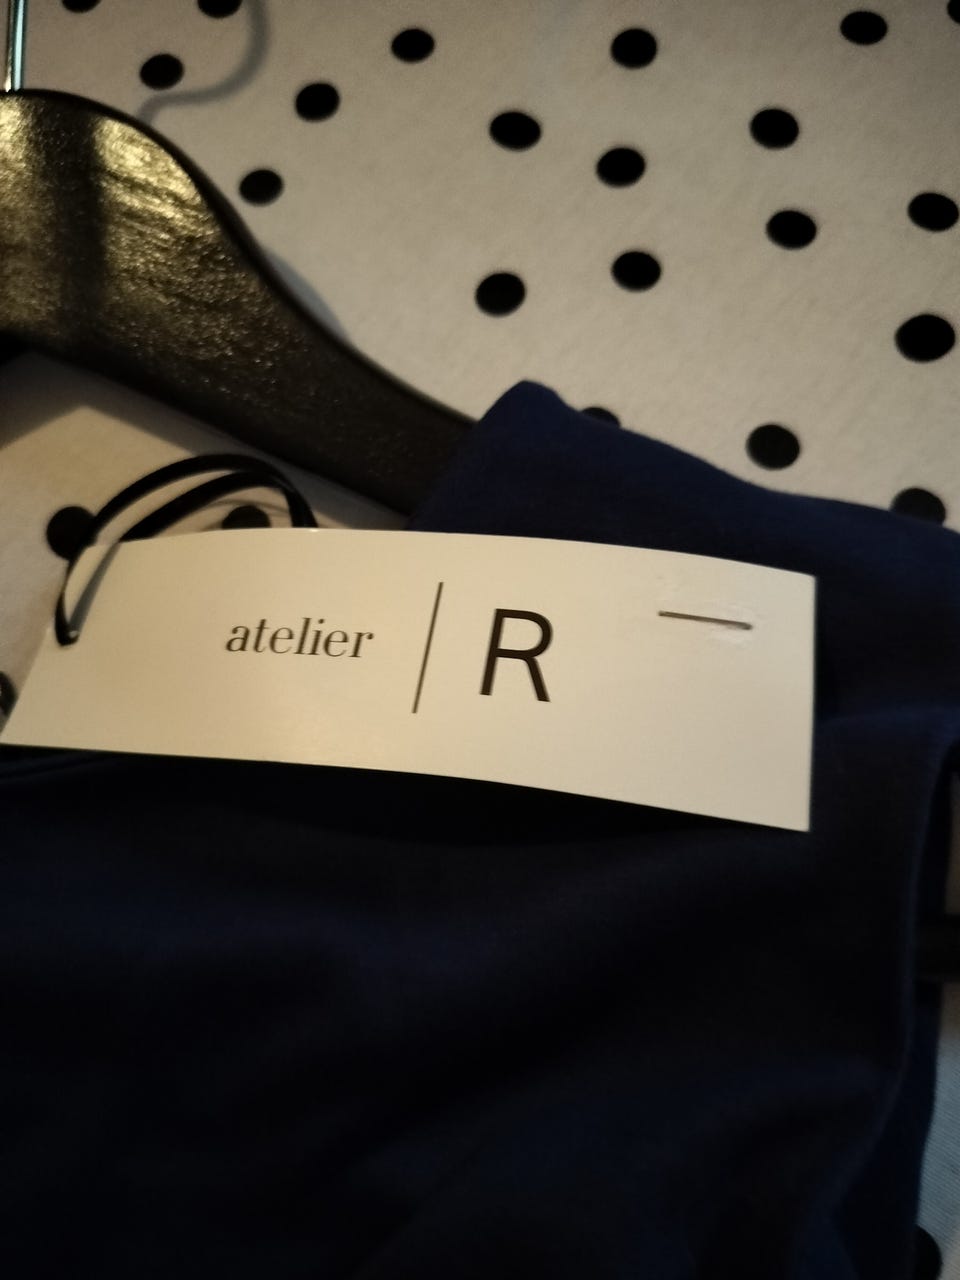 atelier | R